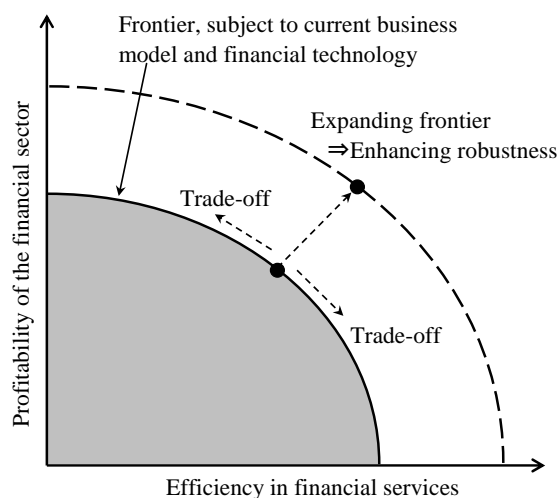 Frontier, subject to current business
model and financial technology
Expanding frontier
⇒Enhancing robustness
Trade-off
Trade-off
Profitability of the financial sector
Efficiency in financial services